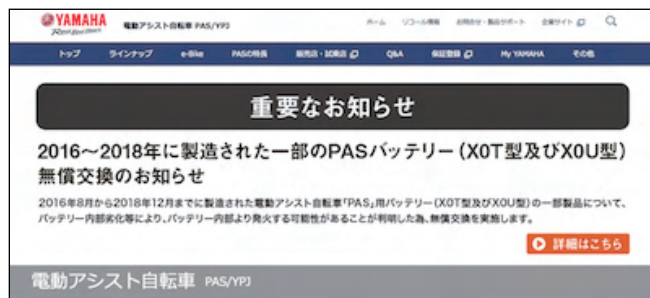 YAMAHA 電動アシスト自転車 PAS/YPJ ホーム リコール情報 お問合せ・製品サポート 企業サイト
Revs Your Heart
トップ ラインナップ e-Bike PASの特長 販売店・試乗店 Q&A 保証登録 My YAMAHA その他
重要なお知らせ
2016～2018年に製造された一部のPASバッテリー（X0T型及びX0U型）
無償交換のお知らせ
2016年8月から2018年12月までに製造された電動アシスト自転車「PAS」用バッテリー（X0T型及びX0U型）の一部製品について、
バッテリー内部劣化等により、バッテリー内部より発火する可能性があることが判明した為、無償交換を実施します。
詳細はこちら
電動アシスト自転車 PAS/YPJ